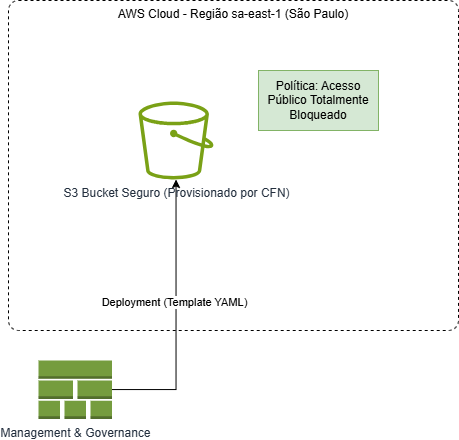 AWS Cloud - Região sa-east-1 (São Paulo)
Política: Acesso
Público Totalmente
Bloqueado
S3 Bucket Seguro (Provisionado por CFN)
Deployment (Template YAML)
Management & Governance